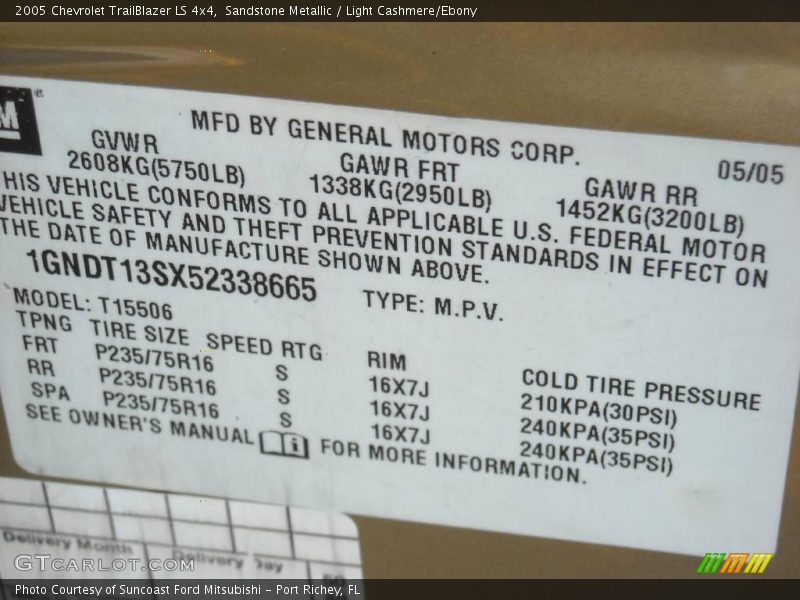 2005 Chevrolet TrailBlazer LS 4x4, Sandstone Metallic / Light Cashmere/Ebony
MFD BY GENERAL MOTORS CORP.
05/05
GVWR GAWR FRT GAWR RR
2608KG(5750LB) 1338KG(2950LB) 1452KG(3200LB)
HIS VEHICLE CONFORMS TO ALL APPLICABLE U.S. FEDERAL MOTOR
VEHICLE SAFETY AND THEFT PREVENTION STANDARDS IN EFFECT ON
THE DATE OF MANUFACTURE SHOWN ABOVE.
1GNDT13SX52338665 TYPE: M.P.V.
MODEL: T15506
TPNG TIRE SIZE SPEED RTG RIM COLD TIRE PRESSURE
FRT P235/75R16 S 16X7J 210KPA(30PSI)
RR P235/75R16 S 16X7J 240KPA(35PSI)
SPA P235/75R16 S 16X7J 240KPA(35PSI)
SEE OWNER'S MANUAL FOR MORE INFORMATION.
Delivery Month Delivery Day
GTcarlot.com
Photo Courtesy of Suncoast Ford Mitsubishi - Port Richey, FL